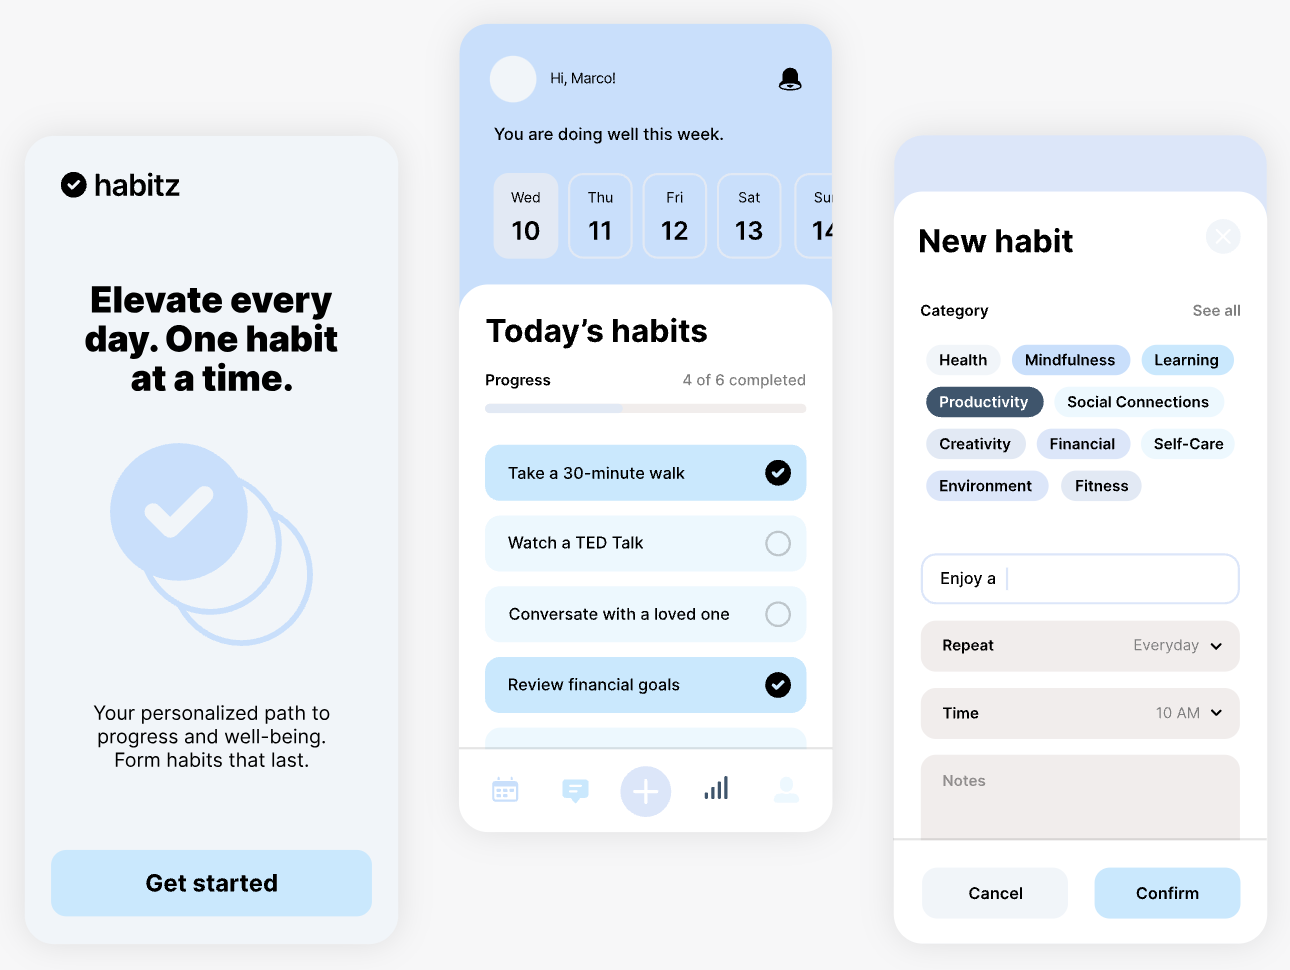 habitz
Elevate every
day. One habit
at a time.
Your personalized path to
progress and well-being.
Form habits that last.
Get started
Hi, Marco!
You are doing well this week.
Wed Thu Fri Sat Sun
10 11 12 13 14
Today's habits
Progress 4 of 6 completed
Take a 30-minute walk
Watch a TED Talk
Conversate with a loved one
Review financial goals
New habit
Category See all
Health Mindfulness Learning
Productivity Social Connections
Creativity Financial Self-Care
Environment Fitness
Enjoy a
Repeat Everyday
Time 10 AM
Notes
Cancel Confirm